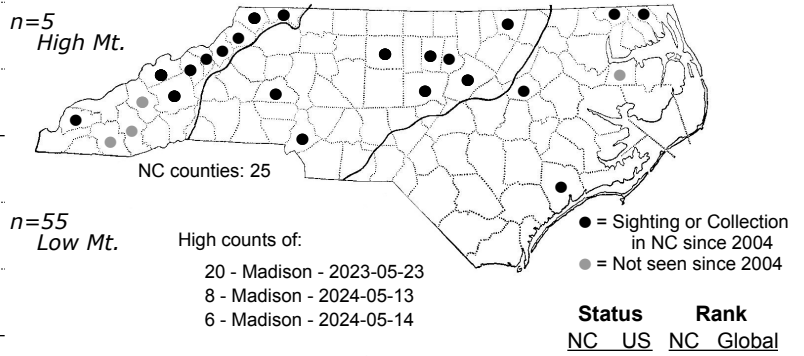 n=5
High Mt.
NC counties: 25
n=55
Low Mt.
High counts of:
20 - Madison - 2023-05-23
8 - Madison - 2024-05-13
6 - Madison - 2024-05-14
= Sighting or Collection
in NC since 2004
= Not seen since 2004
Status Rank
NC US NC Global